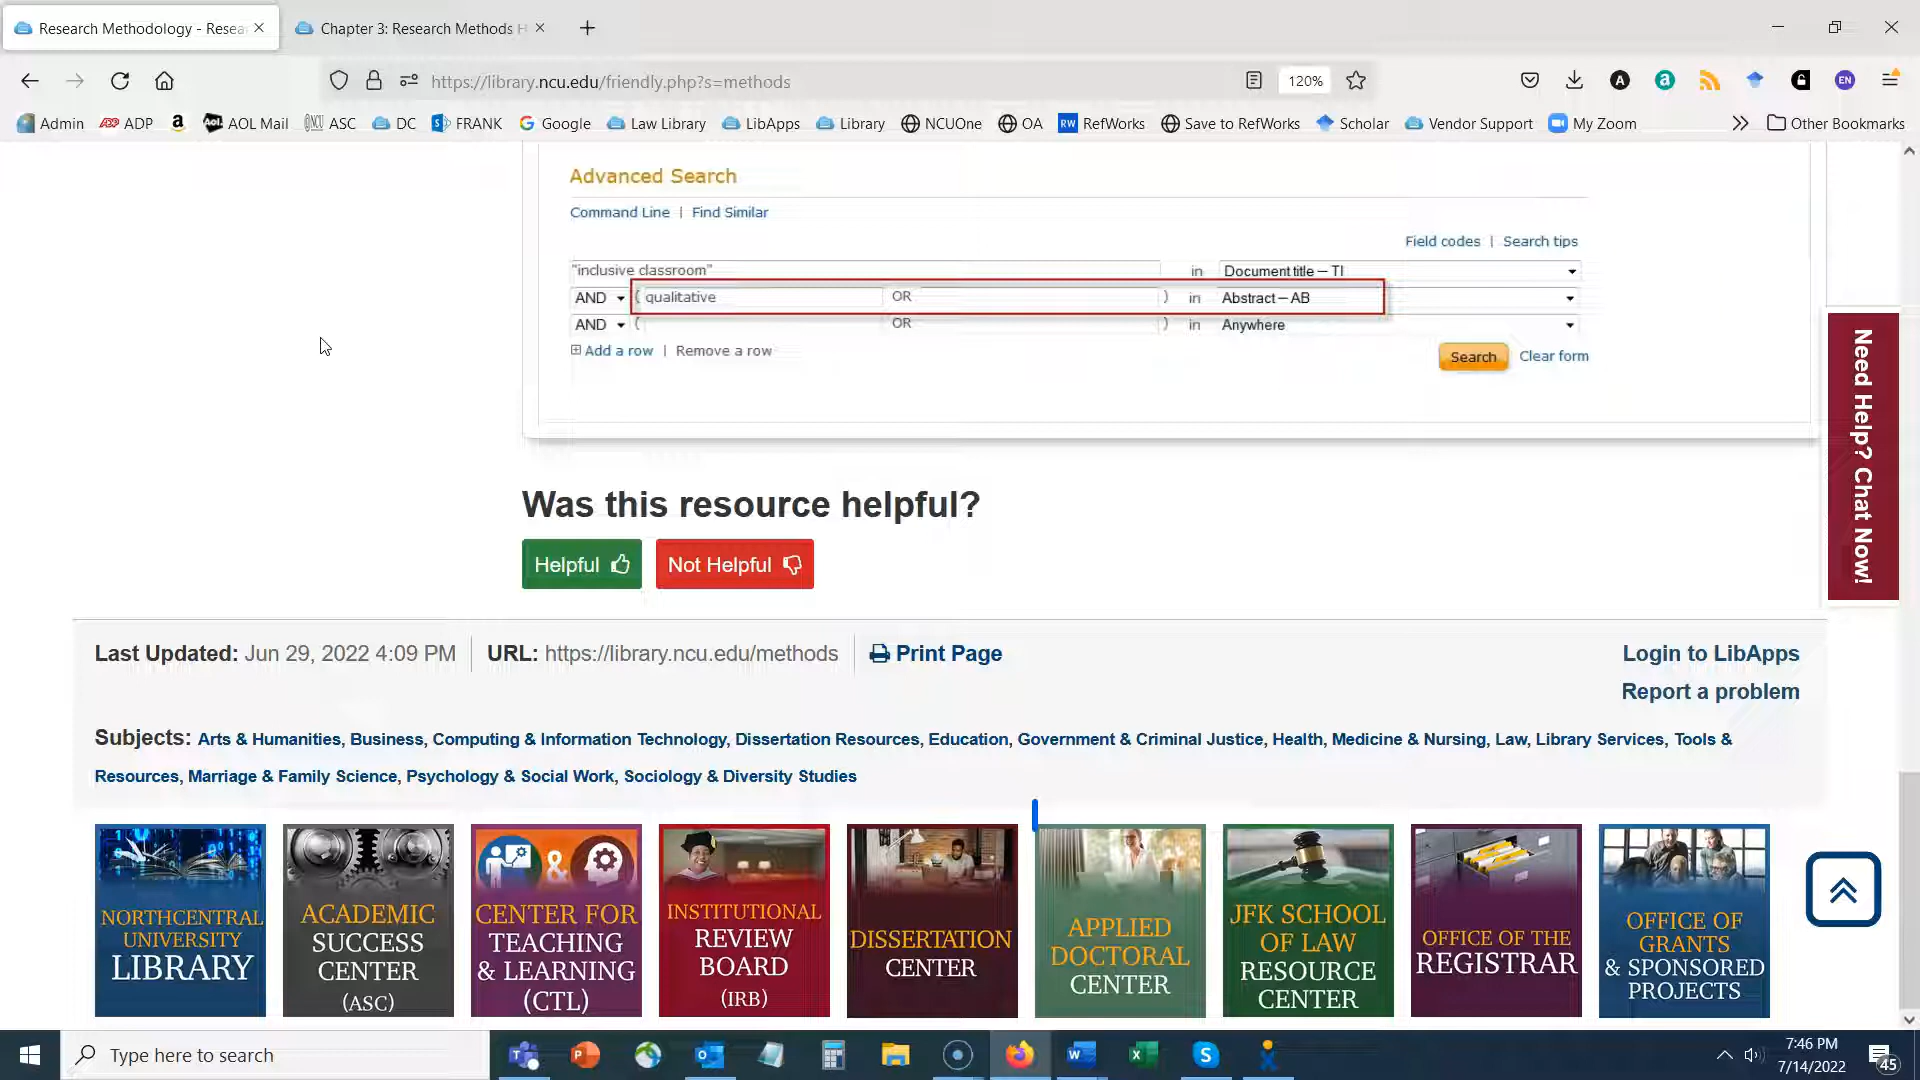 Research Methodology - Resea
Chapter 3: Research Methods H
https://library.ncu.edu/friendly.php?s=methods
120%
A
a
EN
Admin
ADP
a
Aol.
AOL Mail
NCU
ASC
DC
S
FRANK
Google
Law Library
LibApps
Library
NCUOne
OA
RW
RefWorks
Save to RefWorks
Scholar
Vendor Support
My Zoom
Other Bookmarks
Advanced Search
Command Line | Find Similar
Field codes | Search tips
"inclusive classroom" in Document title – TI
AND ( qualitative OR ) in Abstract – AB
AND ( OR ) in Anywhere
Add a row | Remove a row
Search Clear form
Need Help? Chat Now!
Was this resource helpful?
Helpful
Not Helpful
Last Updated: Jun 29, 2022 4:09 PM
URL: https://library.ncu.edu/methods
Print Page
Login to LibApps
Report a problem
Subjects: Arts & Humanities, Business, Computing & Information Technology, Dissertation Resources, Education, Government & Criminal Justice, Health, Medicine & Nursing, Law, Library Services, Tools &
Resources, Marriage & Family Science, Psychology & Social Work, Sociology & Diversity Studies
NORTHCENTRAL
UNIVERSITY
LIBRARY
ACADEMIC
SUCCESS
CENTER
(ASC)
&
CENTER FOR
TEACHING
& LEARNING
(CTL)
INSTITUTIONAL
REVIEW
BOARD
(IRB)
DISSERTATION
CENTER
APPLIED
DOCTORAL
CENTER
JFK SCHOOL
OF LAW
RESOURCE
CENTER
OFFICE OF THE
REGISTRAR
OFFICE OF
GRANTS
& SPONSORED
PROJECTS
Type here to search
7:46 PM
7/14/2022
45